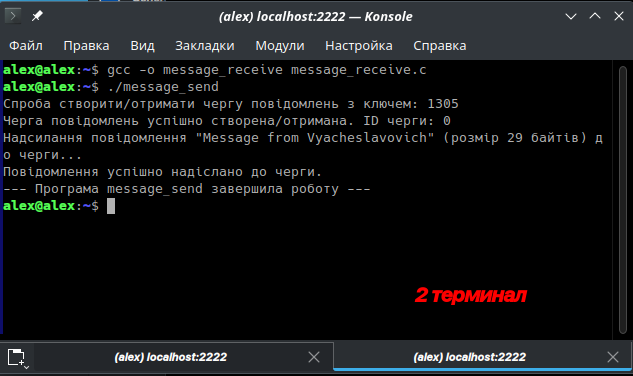 (alex) localhost:2222 — Konsole
Файл Правка Вид Закладки Модули Настройка Справка
alex@alex:~$ gcc -o message_receive message_receive.c
alex@alex:~$ ./message_send
Спроба створити/отримати чергу повідомлень з ключем: 1305
Черга повідомлень успішно створена/отримана. ID черги: 0
Надсилання повідомлення "Message from Vyacheslavovich" (розмір 29 байтів) д
о черги...
Повідомлення успішно надіслано до черги.
--- Програма message_send завершила роботу ---
alex@alex:~$
2 терминал
(alex) localhost:2222 (alex) localhost:2222